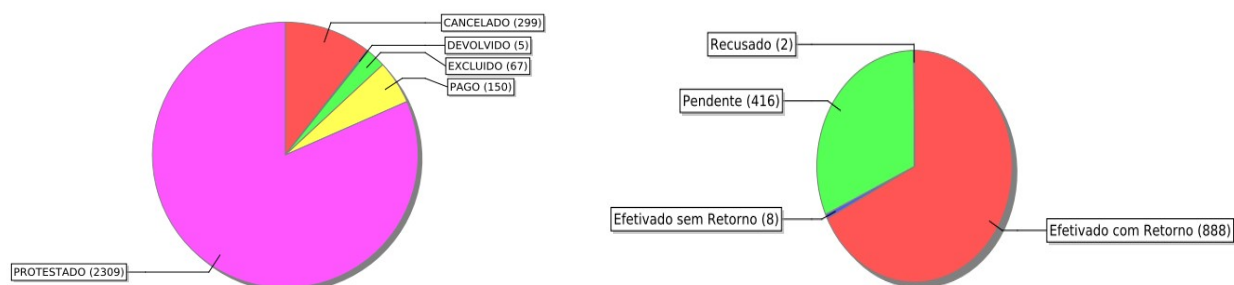 CANCELADO (299)
DEVOLVIDO (5)
EXCLUIDO (67)
PAGO (150)
PROTESTADO (2309)
Recusado (2)
Pendente (416)
Efetivado sem Retorno (8)
Efetivado com Retorno (888)